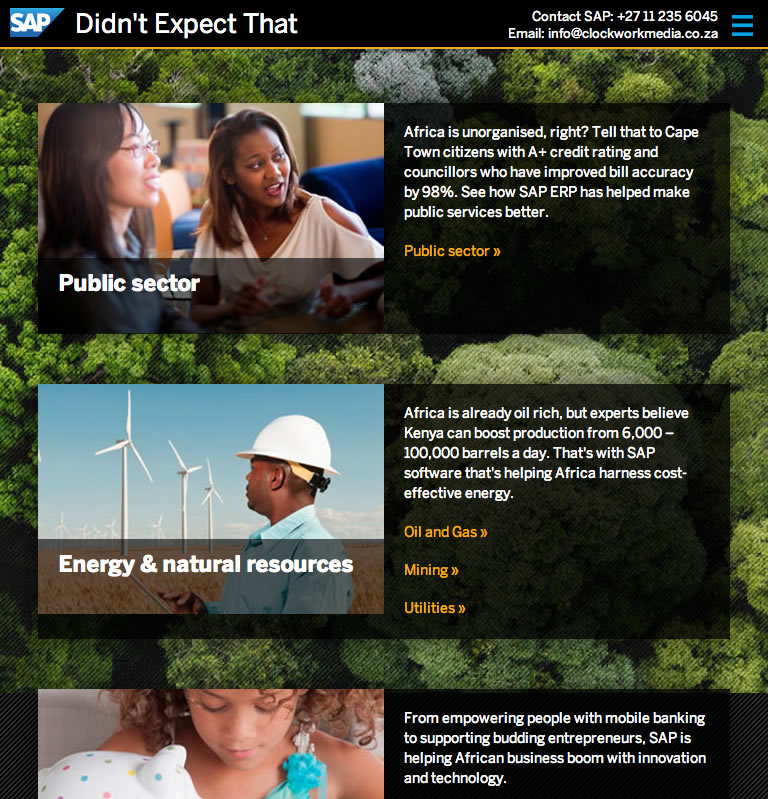 SAP
Didn't Expect That
Contact SAP: +27 11 235 6045
Email: info@clockworkmedia.co.za
Public sector
Africa is unorganised, right? Tell that to Cape
Town citizens with A+ credit rating and
councillors who have improved bill accuracy
by 98%. See how SAP ERP has helped make
public services better.
Public sector »
Energy & natural resources
Africa is already oil rich, but experts believe
Kenya can boost production from 6,000 –
100,000 barrels a day. That's with SAP
software that's helping Africa harness cost-
effective energy.
Oil and Gas »
Mining »
Utilities »
From empowering people with mobile banking
to supporting budding entrepreneurs, SAP is
helping African business boom with innovation
and technology.